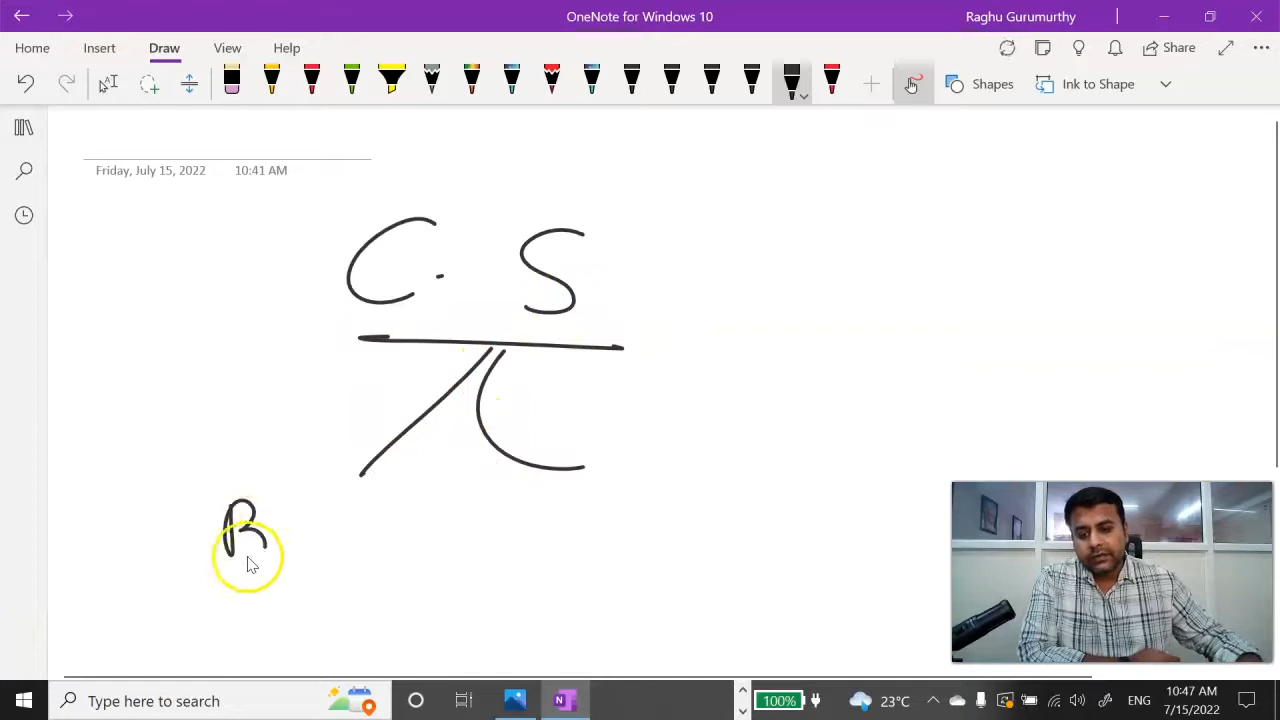 OneNote for Windows 10
Raghu Gurumurthy
Home Insert Draw View Help Share
Shapes Ink to Shape
Friday, July 15, 2022 10:41 AM
C. S
R
Type here to search
N
100% 23°C ENG 10:47 AM
7/15/2022